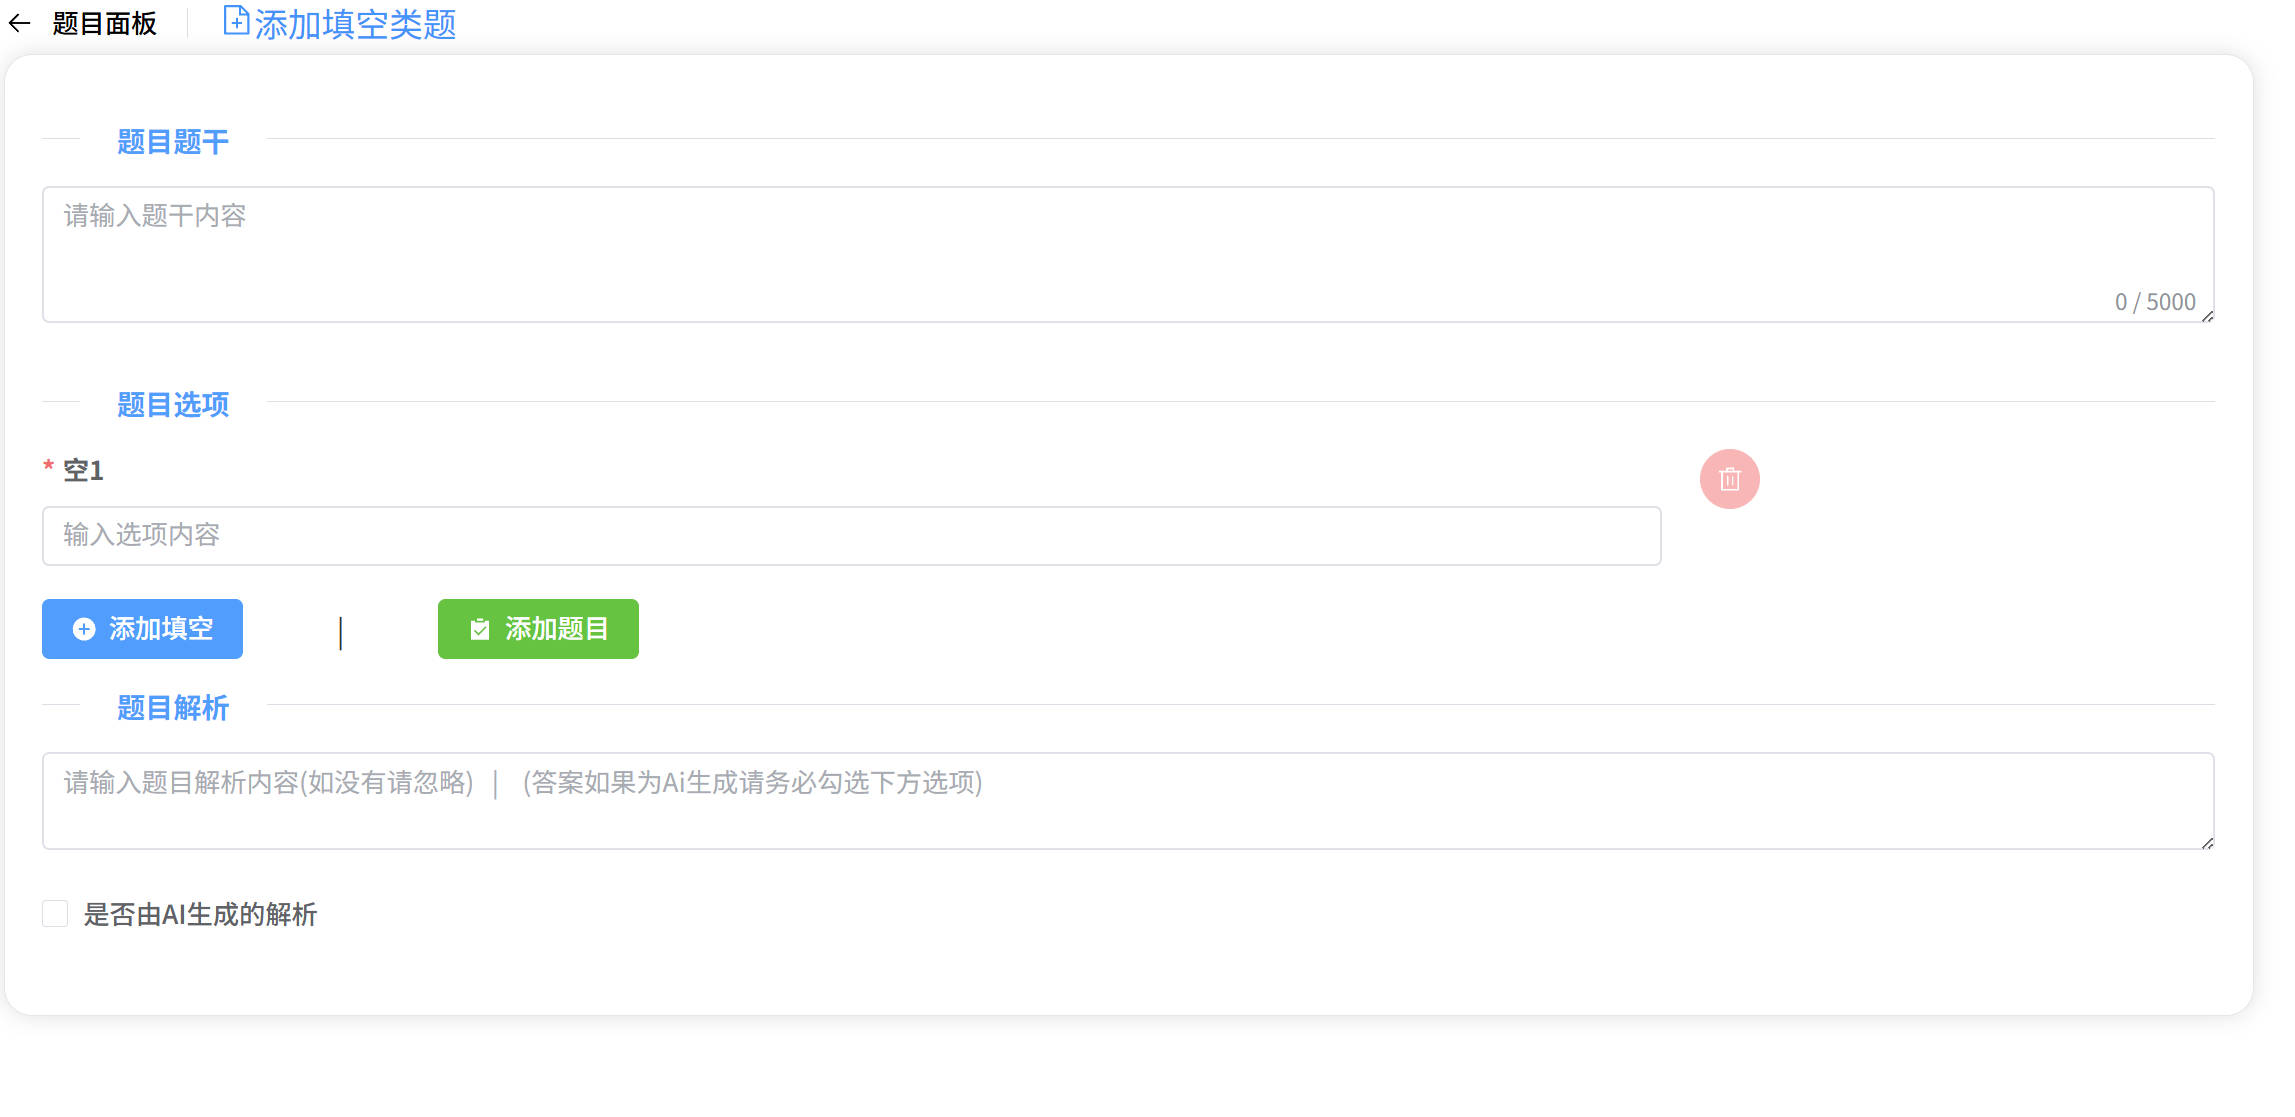 题目面板 添加填空类题
题目题干
请输入题干内容
0 / 5000
题目选项
* 空1
输入选项内容
添加填空 | 添加题目
题目解析
请输入题目解析内容(如没有请忽略) | (答案如果为Ai生成请务必勾选下方选项)
是否由AI生成的解析